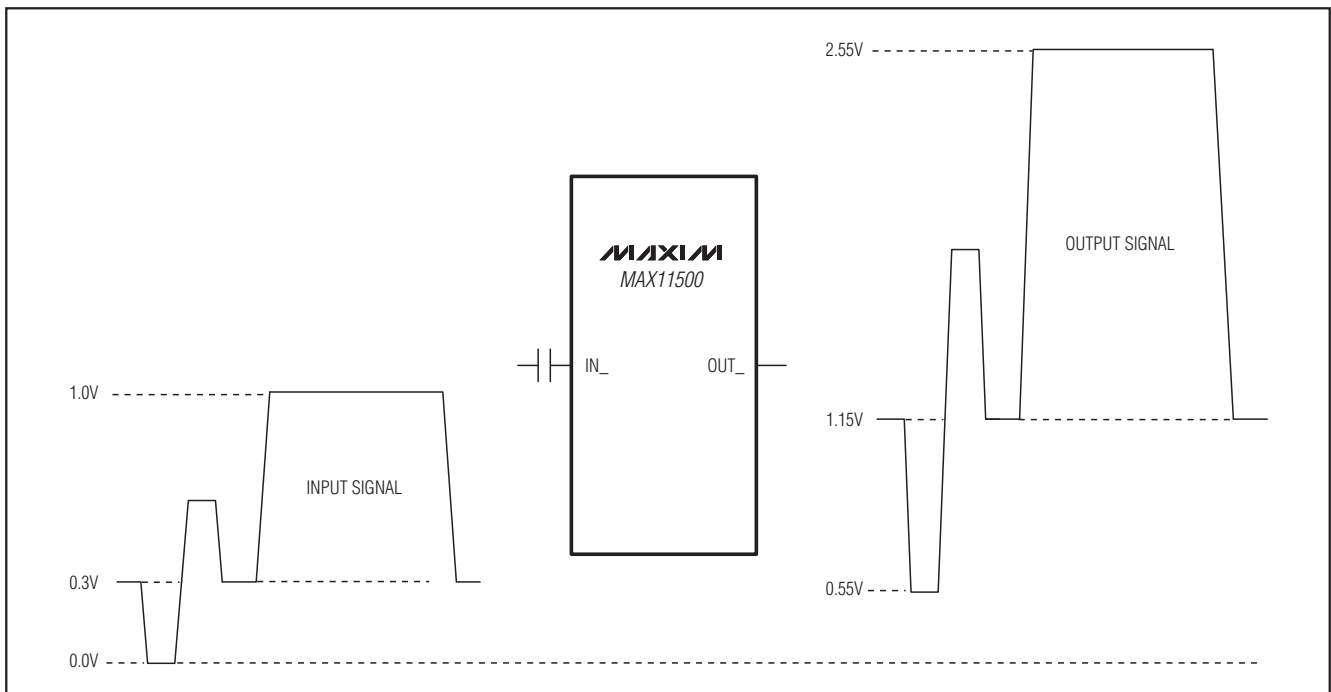 2.55V
MAXIM
MAX11500
OUTPUT SIGNAL
IN_ OUT_
1.0V
1.15V
INPUT SIGNAL
0.3V
0.55V
0.0V